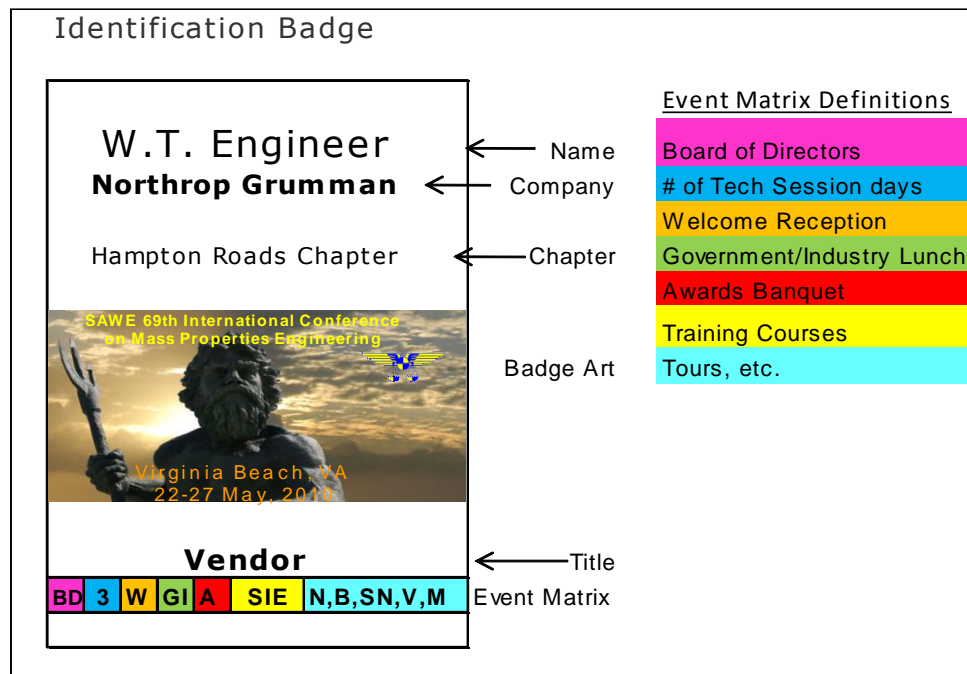 Identification Badge
W.T. Engineer
Northrop Grumman
Hampton Roads Chapter
SAWE 69th International Conference
on Mass Properties Engineering
Virginia Beach, VA
22-27 May, 2010
Vendor
BD 3 W GI A SIE N,B,SN,V,M
Name
Company
Chapter
Badge Art
Title
Event Matrix
Event Matrix Definitions
Board of Directors
# of Tech Session days
Welcome Reception
Government/Industry Lunch
Awards Banquet
Training Courses
Tours, etc.